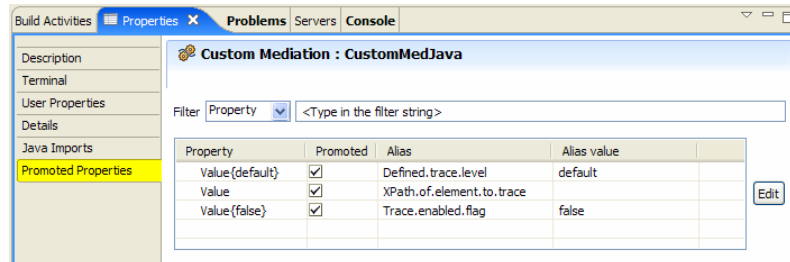 Build Activities Properties Problems Servers Console
Description
Terminal
User Properties
Details
Java Imports
Promoted Properties
Custom Mediation : CustomMedJava
Filter Property <Type in the filter string>
Property Promoted Alias Alias value
Value{default} Defined.trace.level default
Value XPath.of.element.to.trace
Value{false} Trace.enabled.flag false
Edit